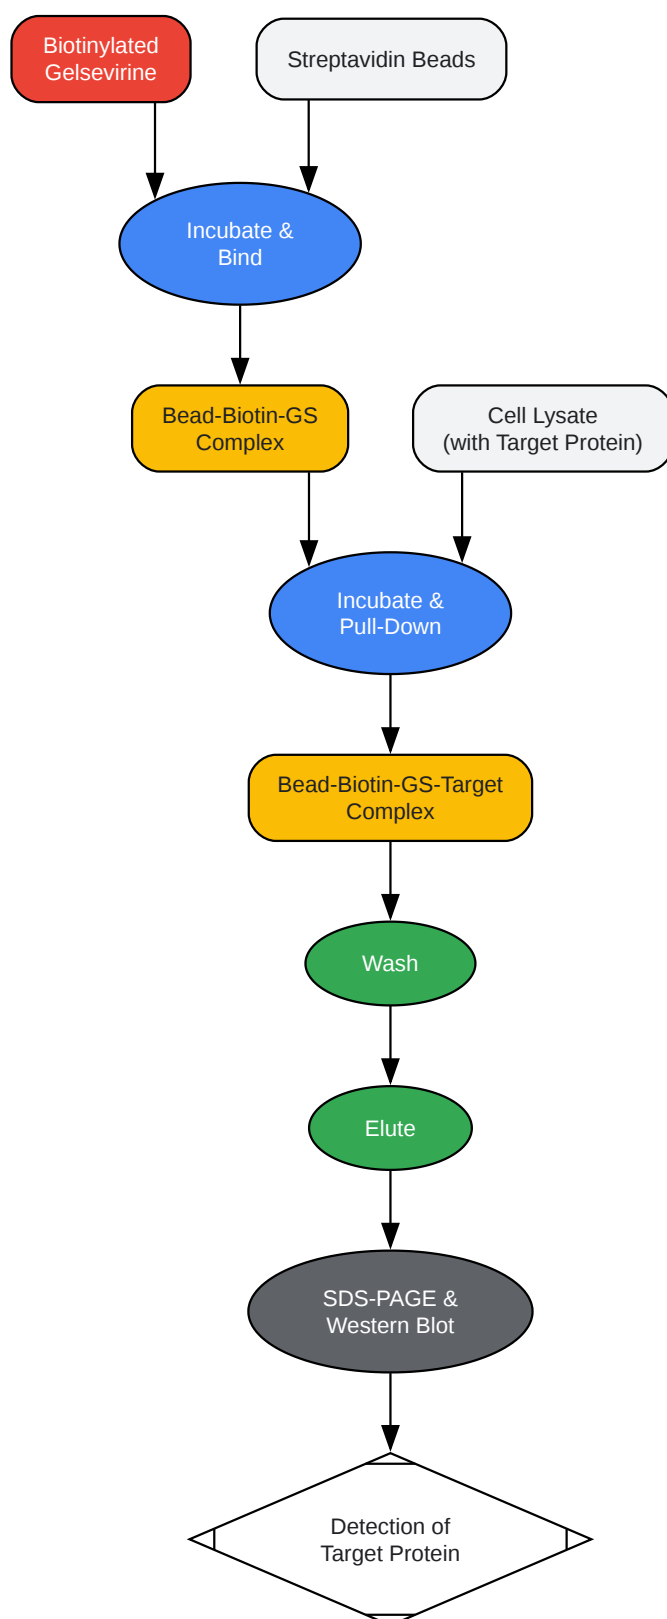 Biotinylated
Gelsevirine
Streptavidin Beads
Incubate &
Bind
Bead-Biotin-GS
Complex
Cell Lysate
(with Target Protein)
Incubate &
Pull-Down
Bead-Biotin-GS-Target
Complex
Wash
Elute
SDS-PAGE &
Western Blot
Detection of
Target Protein